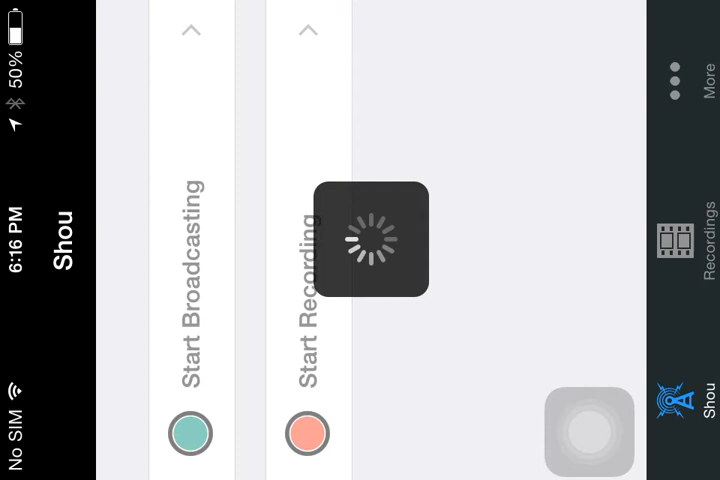 No SIM 6:16 PM 50%
Shou
Start Broadcasting
Start Recording
Shou Recordings More